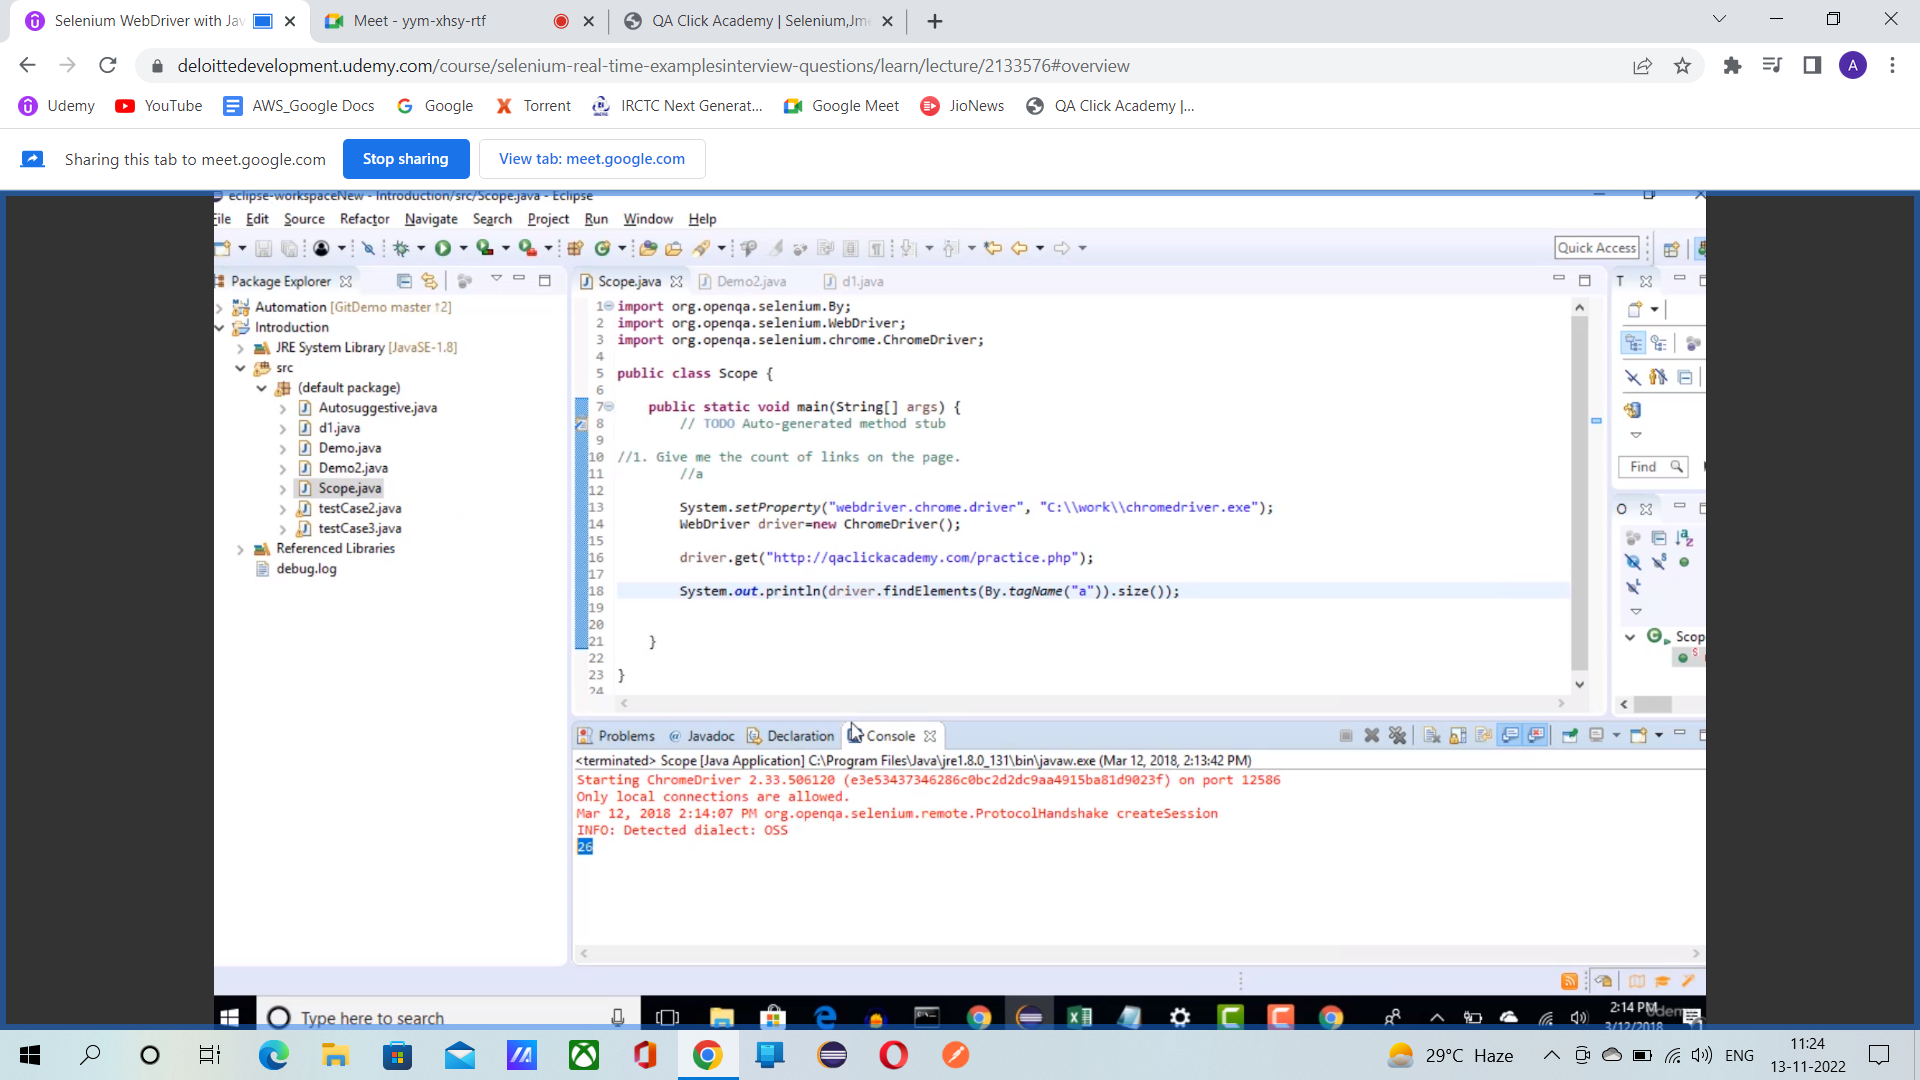 Selenium WebDriver with Jav
Meet - yym-xhsy-rtf
QA Click Academy | Selenium,Jme
deloittedevelopment.udemy.com/course/selenium-real-time-examplesinterview-questions/learn/lecture/2133576#overview
A
Udemy
YouTube
AWS_Google Docs
Google
Torrent
IRCTC Next Generat...
Google Meet
JioNews
QA Click Academy |...
Sharing this tab to meet.google.com
Stop sharing
View tab: meet.google.com
eclipse-workspaceNew - Introduction/src/Scope.java - Eclipse
File Edit Source Refactor Navigate Search Project Run Window Help
Quick Access
Package Explorer
Scope.java
Demo2.java
d1.java
Automation [GitDemo master ↑2]
Introduction
JRE System Library [JavaSE-1.8]
src
(default package)
Autosuggestive.java
d1.java
Demo.java
Demo2.java
Scope.java
testCase2.java
testCase3.java
Referenced Libraries
debug.log
1 import org.openqa.selenium.By;
2 import org.openqa.selenium.WebDriver;
3 import org.openqa.selenium.chrome.ChromeDriver;
4
5 public class Scope {
6
7 public static void main(String[] args) {
8 // TODO Auto-generated method stub
9
10 //1. Give me the count of links on the page.
11 //a
12
13 System.setProperty("webdriver.chrome.driver", "C:\\work\\chromedriver.exe");
14 WebDriver driver=new ChromeDriver();
15
16 driver.get("http://qaclickacademy.com/practice.php");
17
18 System.out.println(driver.findElements(By.tagName("a")).size());
19
20
21 }
22
23 }
24
T
Find
O
Scop
Problems
@ Javadoc
Declaration
Console
<terminated> Scope [Java Application] C:\Program Files\Java\jre1.8.0_131\bin\javaw.exe (Mar 12, 2018, 2:13:42 PM)
Starting ChromeDriver 2.33.506120 (e3e53437346286c0bc2d2dc9aa4915ba81d9023f) on port 12586
Only local connections are allowed.
Mar 12, 2018 2:14:07 PM org.openqa.selenium.remote.ProtocolHandshake createSession
INFO: Detected dialect: OSS
26
Type here to search
2:14 PM
3/12/2018
29°C Haze
ENG
11:24
13-11-2022